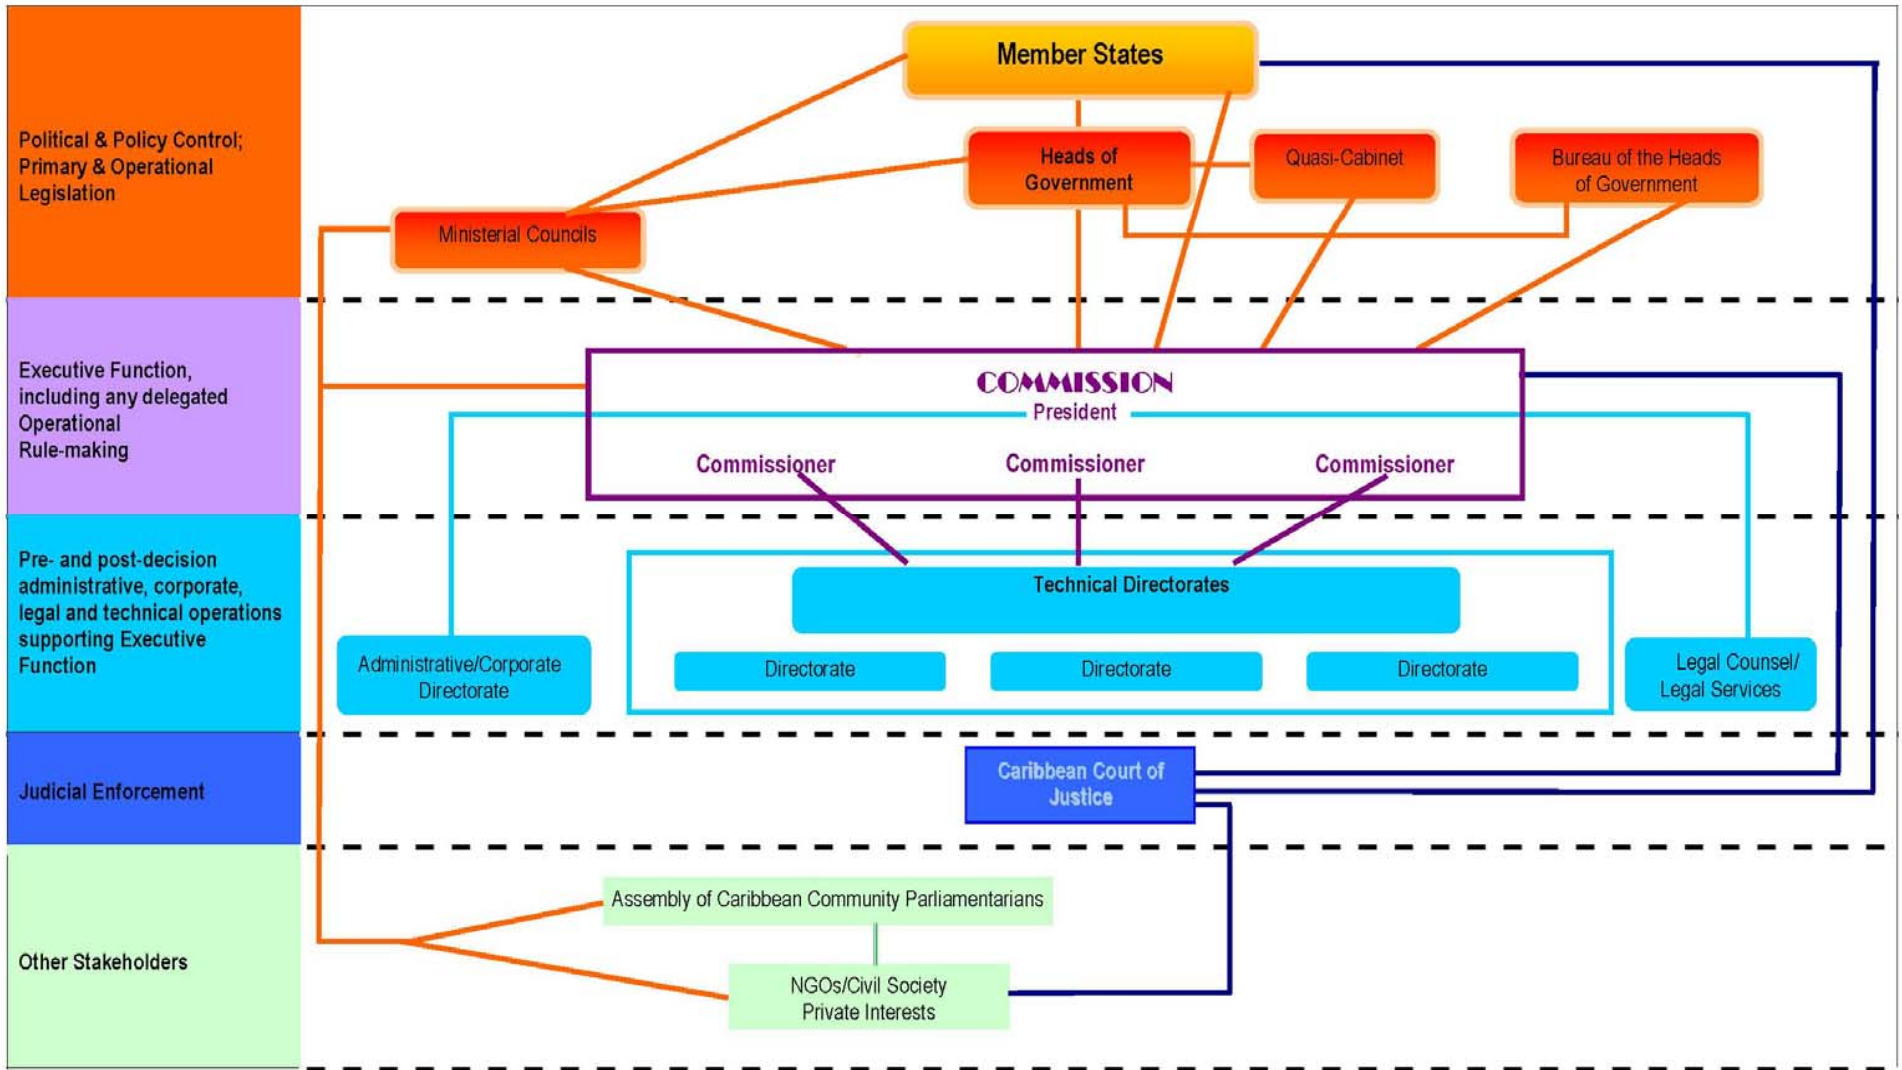 Political & Policy Control;
Primary & Operational
Legislation
Member States
Heads of
Government
Quasi-Cabinet
Bureau of the Heads
of Government
Ministerial Councils
Executive Function,
including any delegated
Operational
Rule-making
COMMISSION
President
Commissioner
Commissioner
Commissioner
Pre- and post-decision
administrative, corporate,
legal and technical operations
supporting Executive
Function
Technical Directorates
Administrative/Corporate
Directorate
Directorate
Directorate
Directorate
Legal Counsel/
Legal Services
Judicial Enforcement
Caribbean Court of
Justice
Other Stakeholders
Assembly of Caribbean Community Parliamentarians
NGOs/Civil Society
Private Interests